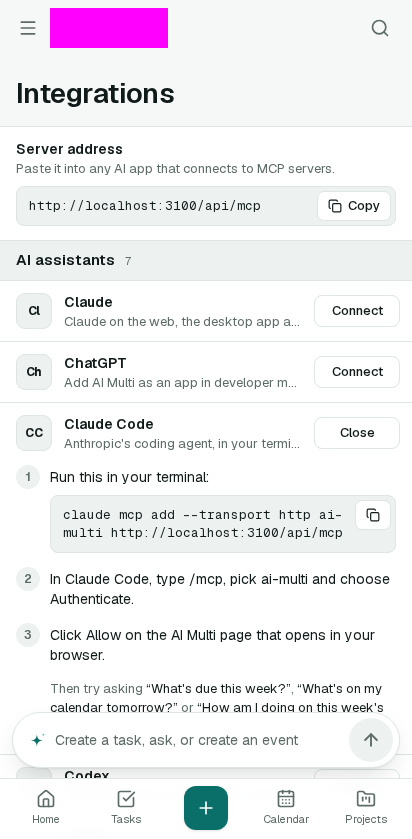 Integrations
Server address
Paste it into any AI app that connects to MCP servers.
http://localhost:3100/api/mcp
Copy
AI assistants 7
Cl
Claude
Claude on the web, the desktop app a...
Connect
Ch
ChatGPT
Add AI Multi as an app in developer m...
Connect
CC
Claude Code
Anthropic's coding agent, in your termi...
Close
1 Run this in your terminal:
claude mcp add --transport http ai-
multi http://localhost:3100/api/mcp
2 In Claude Code, type /mcp, pick ai-multi and choose
Authenticate.
3 Click Allow on the AI Multi page that opens in your
browser.
Then try asking “What's due this week?”, “What's on my
calendar tomorrow?” or “How am I doing on this week's
Create a task, ask, or create an event
Codex
Home
Tasks
Calendar
Projects